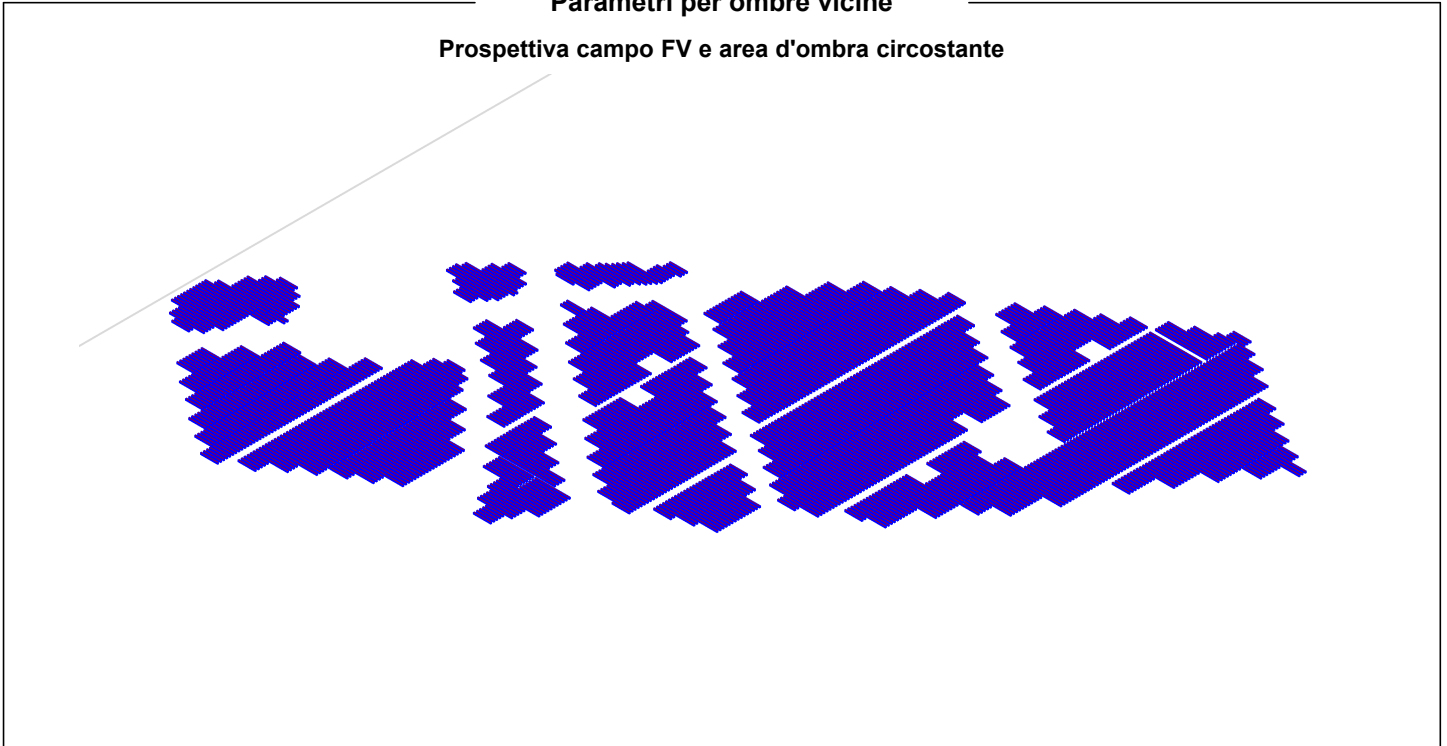 Parametri per ombre vicine
Prospettiva campo FV e area d'ombra circostante